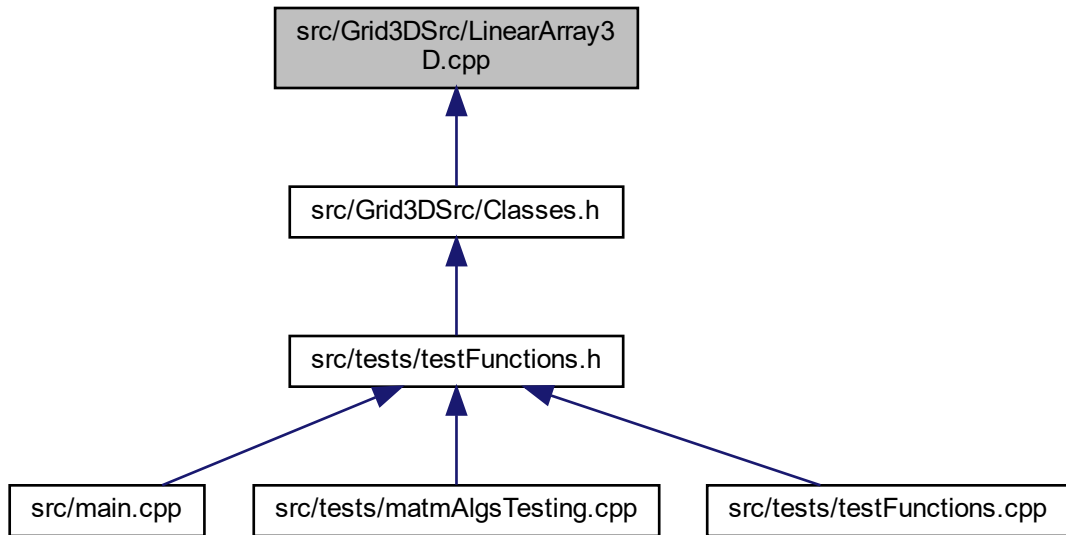 src/Grid3DSrc/LinearArray3
D.cpp
src/Grid3DSrc/Classes.h
src/tests/testFunctions.h
src/main.cpp
src/tests/matmAlgsTesting.cpp
src/tests/testFunctions.cpp